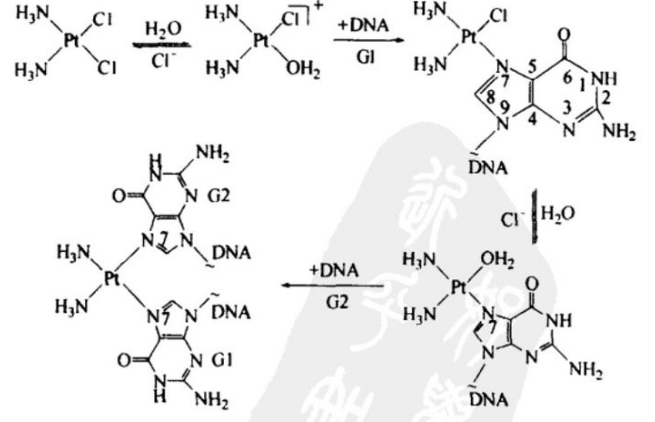 H₃N Cl
Pt
H₃N Cl
H₂O
Cl⁻
H₃N Cl ⁺
Pt
H₃N OH₂
+DNA
G1
H₃N Cl
Pt
H₃N
O
N 7 5 6 1 NH
8 2
N 9 4 3 N NH₂
DNA
Cl⁻ H₂O
H₃N OH₂
Pt
H₃N
O
N 7 NH
N N NH₂
DNA
+DNA
G2
H
N NH₂
O N G2
N 7 N DNA
H₃N
Pt
H₃N
N 7 N DNA
O N G1
N NH₂
H